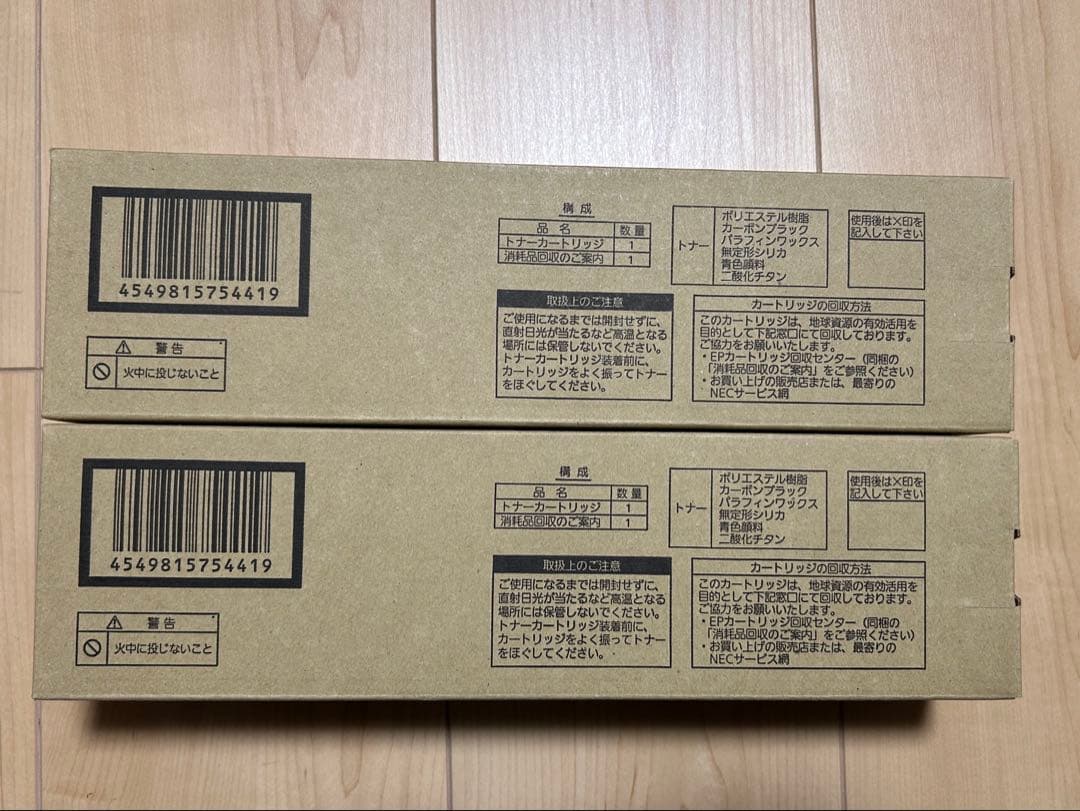 4549815754419
警告
火中に投じないこと
構成
品名 数量
トナーカートリッジ 1
消耗品回収のご案内 1
取扱上のご注意
ご使用になるまでは開封せずに、
直射日光が当たるなど高温となる
場所には保管しないでください。
トナーカートリッジ装着前に、
カートリッジをよく振ってトナー
をほぐしてください。
トナー
ポリエステル樹脂
カーボンブラック
パラフィンワックス
無定形シリカ
青色顔料
二酸化チタン
使用後は×印を
記入して下さい
カートリッジの回収方法
このカートリッジは、地球資源の有効活用を
目的として下記窓口にて回収しております。
ご協力をお願いいたします。
・EPカートリッジ回収センター（同梱の
「消耗品回収のご案内」をご参照ください）
・お買い上げの販売店または、最寄りの
NECサービス網
4549815754419
警告
火中に投じないこと
構成
品名 数量
トナーカートリッジ 1
消耗品回収のご案内 1
取扱上のご注意
ご使用になるまでは開封せずに、
直射日光が当たるなど高温となる
場所には保管しないでください。
トナーカートリッジ装着前に、
カートリッジをよく振ってトナー
をほぐしてください。
トナー
ポリエステル樹脂
カーボンブラック
パラフィンワックス
無定形シリカ
青色顔料
二酸化チタン
使用後は×印を
記入して下さい
カートリッジの回収方法
このカートリッジは、地球資源の有効活用を
目的として下記窓口にて回収しております。
ご協力をお願いいたします。
・EPカートリッジ回収センター（同梱の
「消耗品回収のご案内」をご参照ください）
・お買い上げの販売店または、最寄りの
NECサービス網